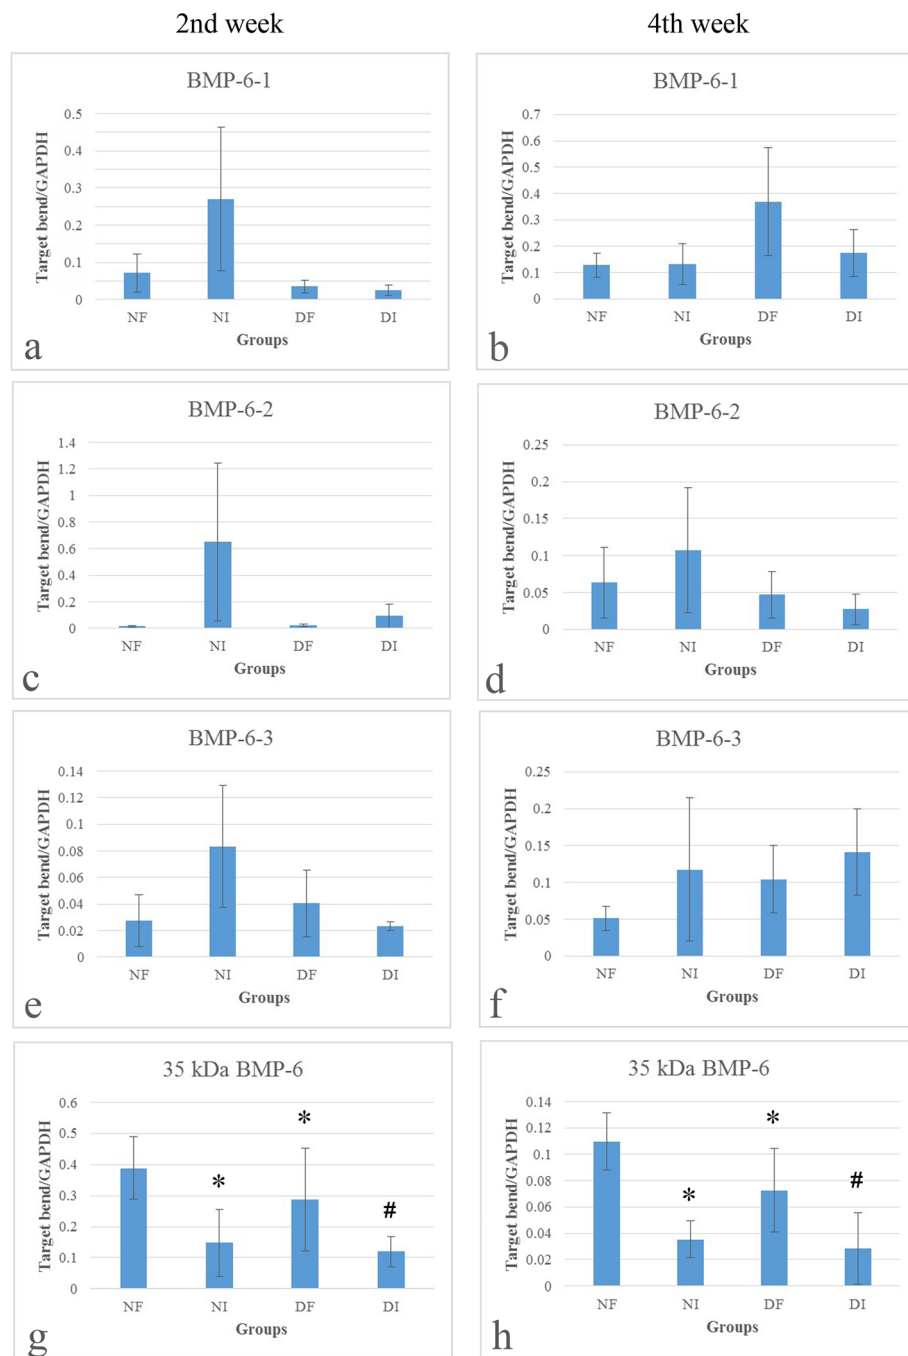 2nd week
4th week
BMP-6-1
Target bend/GAPDH
0.5
0.4
0.3
0.2
0.1
0
NF NI DF DI
Groups
a
BMP-6-1
Target bend/GAPDH
0.7
0.6
0.5
0.4
0.3
0.2
0.1
0
NF NI DF DI
Groups
b
BMP-6-2
Target bend/GAPDH
1.4
1.2
1
0.8
0.6
0.4
0.2
0
NF NI DF DI
Groups
c
BMP-6-2
Target bend/GAPDH
0.25
0.2
0.15
0.1
0.05
0
NF NI DF DI
Groups
d
BMP-6-3
Target bend/GAPDH
0.14
0.12
0.1
0.08
0.06
0.04
0.02
0
NF NI DF DI
Groups
e
BMP-6-3
Target bend/GAPDH
0.25
0.2
0.15
0.1
0.05
0
NF NI DF DI
Groups
f
35 kDa BMP-6
Target bend/GAPDH
0.6
0.5
0.4
0.3
0.2
0.1
0
* * #
NF NI DF DI
Groups
g
35 kDa BMP-6
Target bend/GAPDH
0.14
0.12
0.1
0.08
0.06
0.04
0.02
0
* * #
NF NI DF DI
Groups
h